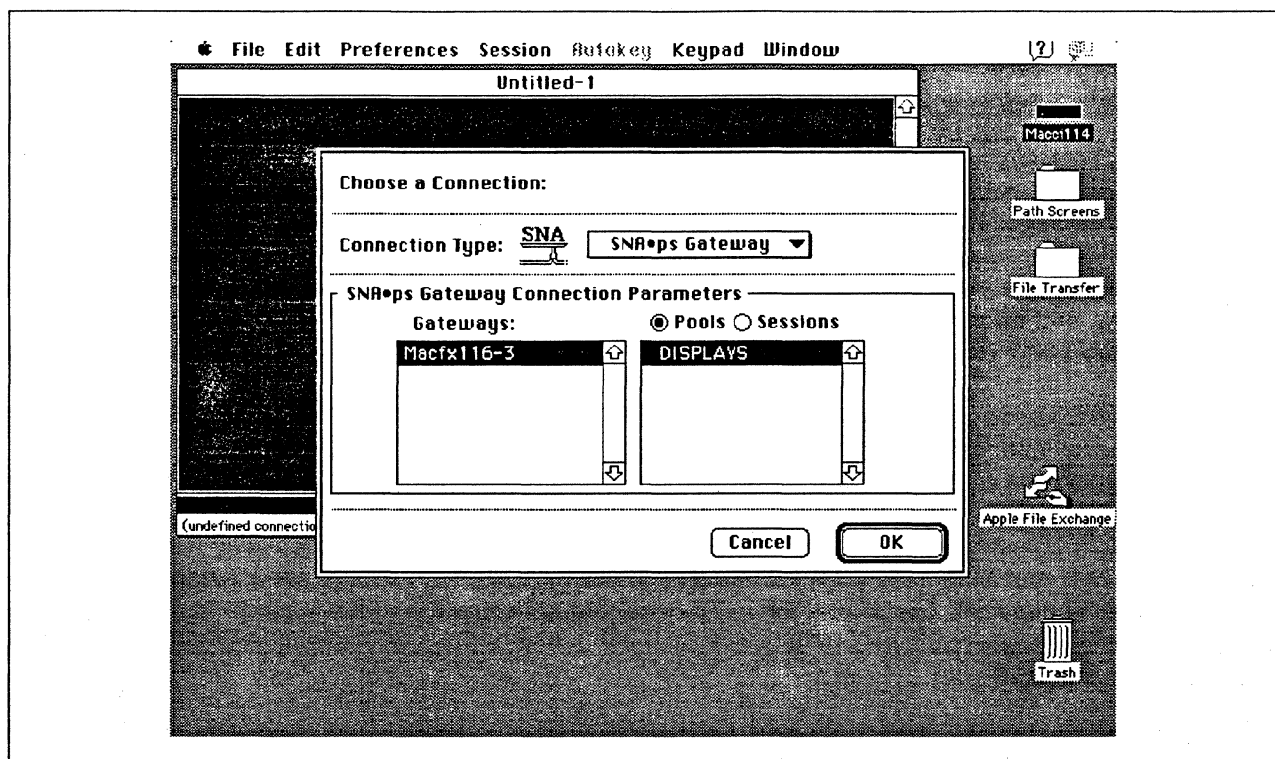 File Edit Preferences Session Autokey Keypad Window
Untitled-1
Macci114
Choose a Connection:
Path Screens
Connection Type: SNA SNA•ps Gateway
File Transfer
SNA•ps Gateway Connection Parameters
Gateways: Pools Sessions
Macfx116-3 DISPLAYS
(undefined connectio
Apple File Exchange
Cancel OK
Trash